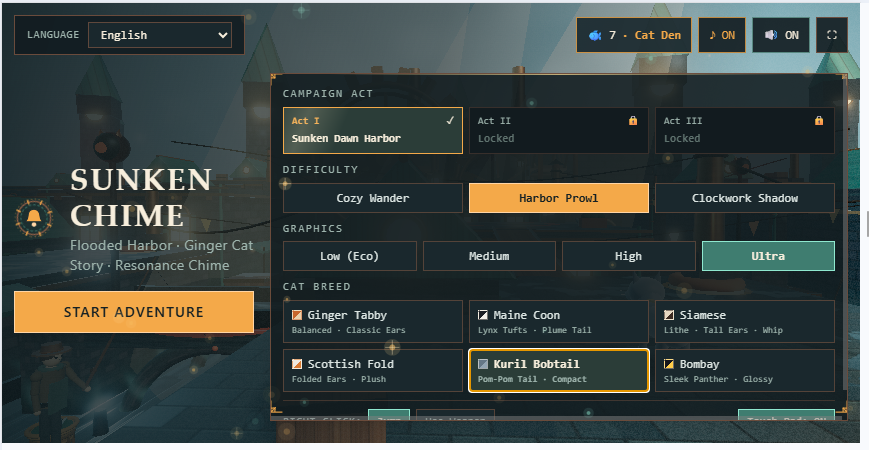 LANGUAGE English
7 · Cat Den
♪ ON
ON
SUNKEN
CHIME
Flooded Harbor · Ginger Cat
Story · Resonance Chime
START ADVENTURE
CAMPAIGN ACT
Act I ✓
Sunken Dawn Harbor
Act II
Locked
Act III
Locked
DIFFICULTY
Cozy Wander
Harbor Prowl
Clockwork Shadow
GRAPHICS
Low (Eco)
Medium
High
Ultra
CAT BREED
Ginger Tabby
Balanced · Classic Ears
Maine Coon
Lynx Tufts · Plume Tail
Siamese
Lithe · Tall Ears · Whip
Scottish Fold
Folded Ears · Plush
Kuril Bobtail
Pom-Pom Tail · Compact
Bombay
Sleek Panther · Glossy